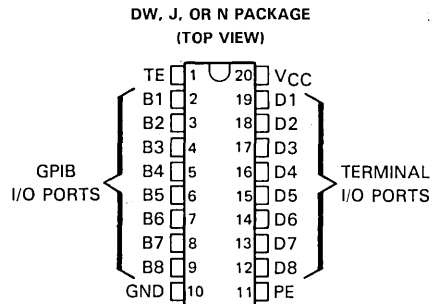 DW, J, OR N PACKAGE
(TOP VIEW)
TE 1 20 VCC
B1 2 19 D1
B2 3 18 D2
B3 4 17 D3
B4 5 16 D4
B5 6 15 D5
B6 7 14 D6
B7 8 13 D7
B8 9 12 D8
GND 10 11 PE
GPIB
I/O PORTS
TERMINAL
I/O PORTS